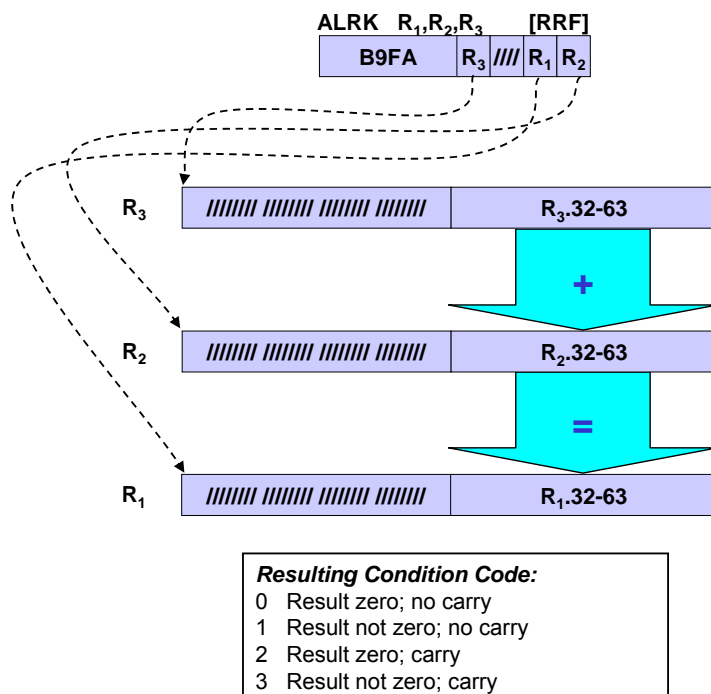 ALRK R₁,R₂,R₃ [RRF]
B9FA R₃ //// R₁ R₂
R₃ //////// //////// //////// //////// R₃.32-63
+
R₂ //////// //////// //////// //////// R₂.32-63
=
R₁ //////// //////// //////// //////// R₁.32-63
Resulting Condition Code:
0 Result zero; no carry
1 Result not zero; no carry
2 Result zero; carry
3 Result not zero; carry